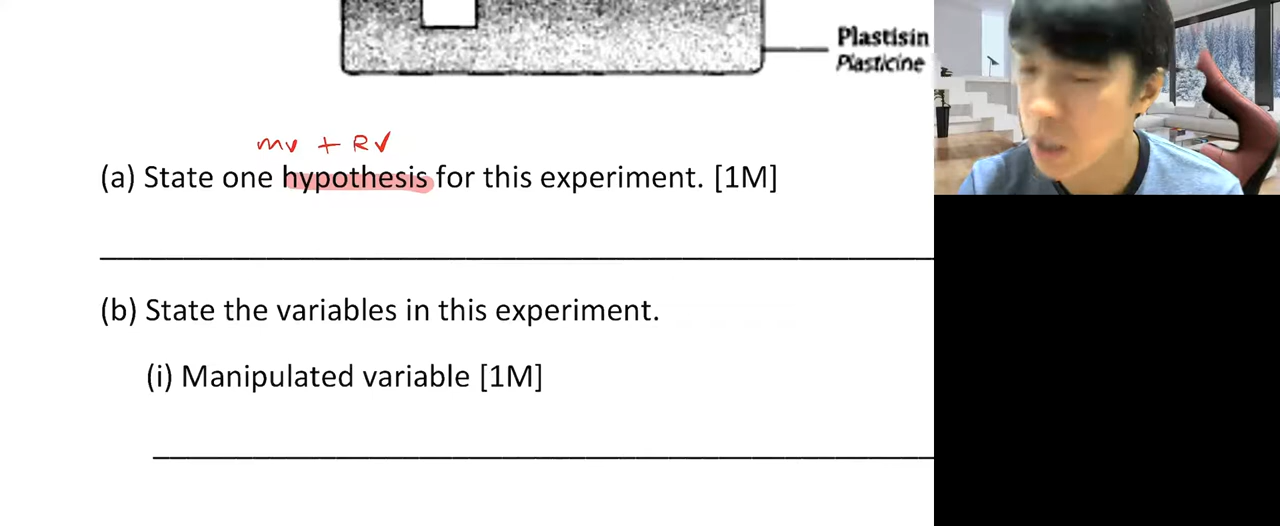 Plastisin
Plasticine
mv + RV
(a) State one hypothesis for this experiment. [1M]
(b) State the variables in this experiment.
(i) Manipulated variable [1M]